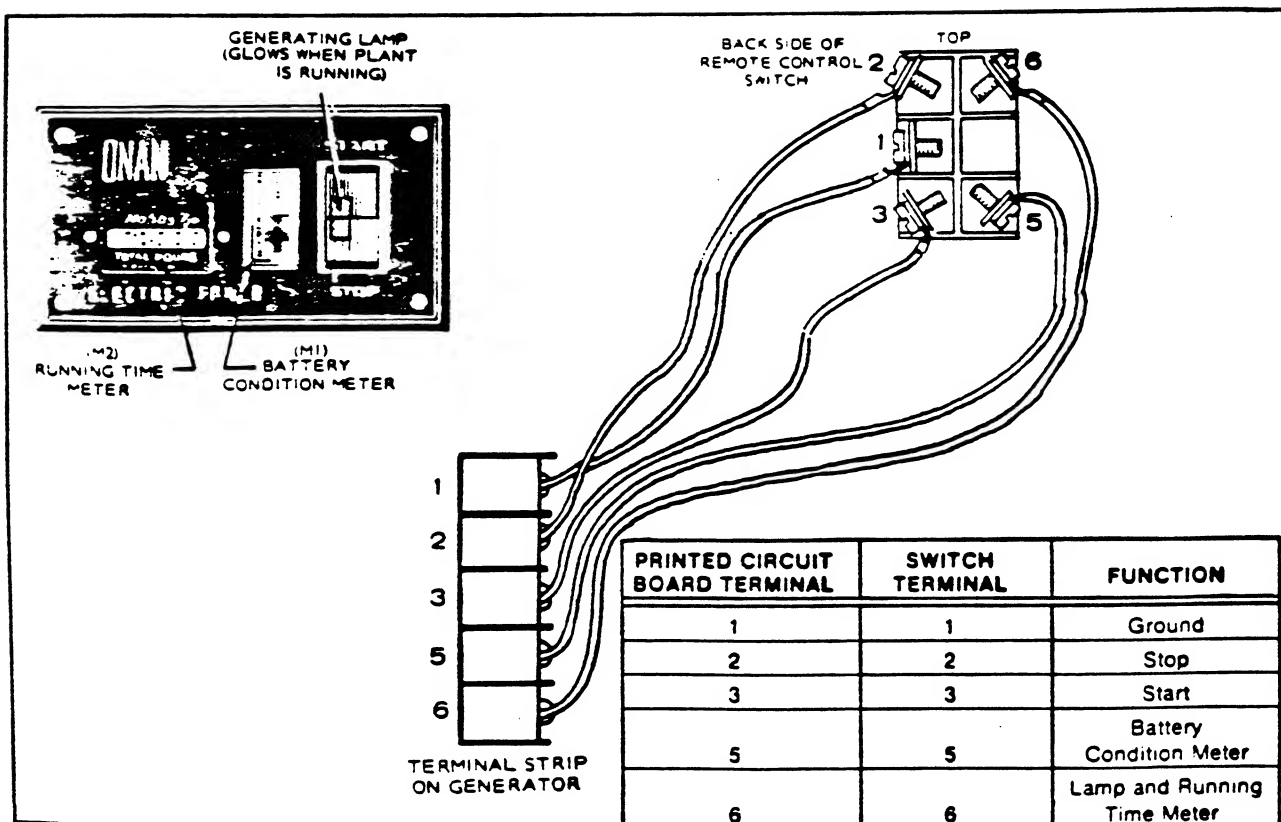 GENERATING LAMP
(GLOWS WHEN PLANT
IS RUNNING)
ONAN
START
TOTAL HOURS
STOP
(M2)
RUNNING TIME
METER
(M1)
BATTERY
CONDITION METER
BACK SIDE OF
REMOTE CONTROL
SWITCH
TOP
2
6
1
3
5
1
2
3
5
6
TERMINAL STRIP
ON GENERATOR
PRINTED CIRCUIT BOARD TERMINAL SWITCH TERMINAL FUNCTION
1 1 Ground
2 2 Stop
3 3 Start
5 5 Battery Condition Meter
6 6 Lamp and Running Time Meter